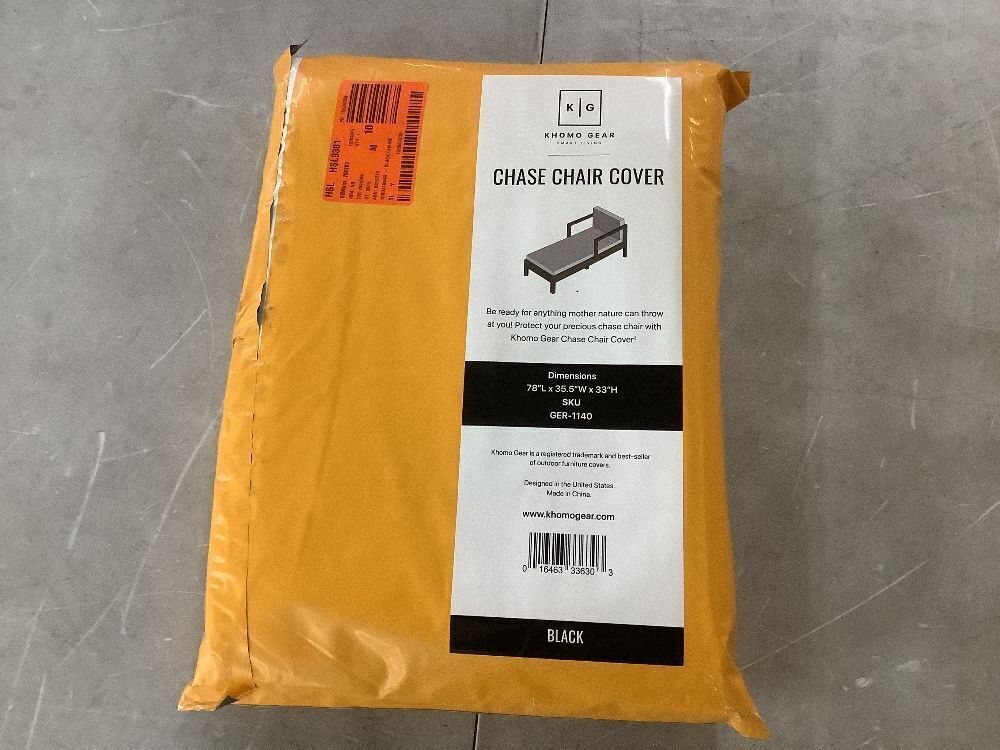 HSL HSL9301
10
M
K|G
KHOMO GEAR
SMART LIVING
CHASE CHAIR COVER
Be ready for anything mother nature can throw
at you! Protect your precious chase chair with
Khomo Gear Chase Chair Cover!
Dimensions
78"L x 35.5"W x 33"H
SKU
GER-1140
Khomo Gear is a registered trademark and best-seller
of outdoor furniture covers.
Designed in the United States.
Made in China.
www.khomogear.com
0 16463 33630 3
BLACK